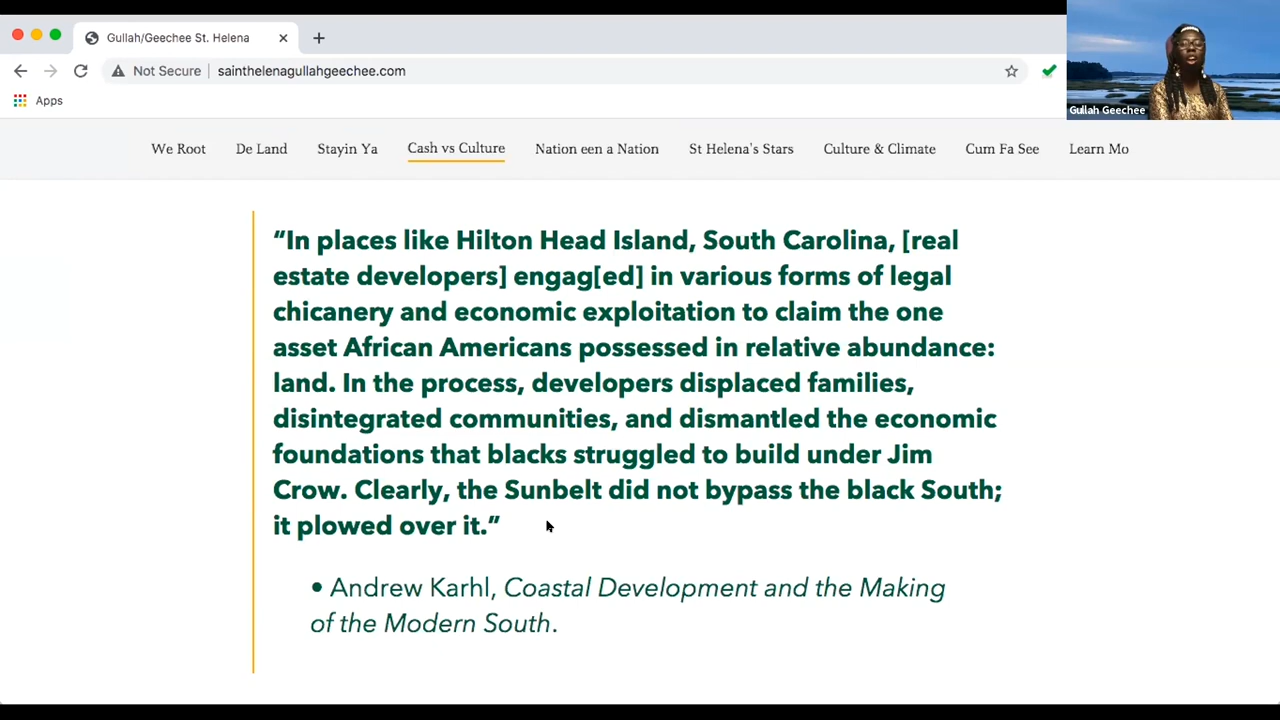 Gullah/Geechee St. Helena
Not Secure
sainthelenagullahgeechee.com
Apps
Gullah Geechee
We Root
De Land
Stayin Ya
Cash vs Culture
Nation een a Nation
St Helena's Stars
Culture & Climate
Cum Fa See
Learn Mo
“In places like Hilton Head Island, South Carolina, [real
estate developers] engag[ed] in various forms of legal
chicanery and economic exploitation to claim the one
asset African Americans possessed in relative abundance:
land. In the process, developers displaced families,
disintegrated communities, and dismantled the economic
foundations that blacks struggled to build under Jim
Crow. Clearly, the Sunbelt did not bypass the black South;
it plowed over it.”
• Andrew Karhl, Coastal Development and the Making
of the Modern South.